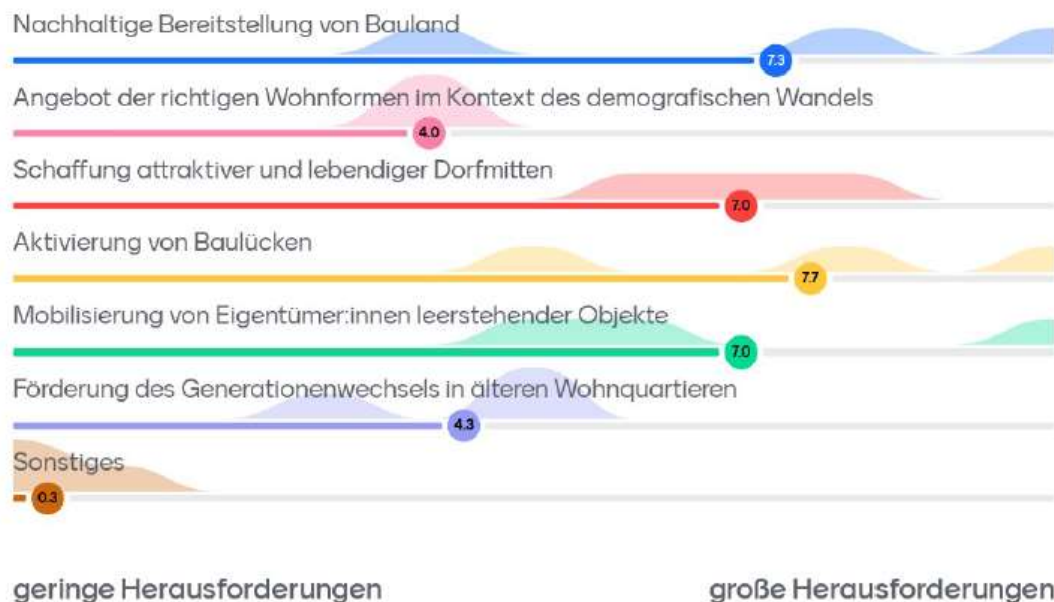 Nachhaltige Bereitstellung von Bauland
7.3
Angebot der richtigen Wohnformen im Kontext des demografischen Wandels
4.0
Schaffung attraktiver und lebendiger Dorfmitten
7.0
Aktivierung von Baulücken
7.7
Mobilisierung von Eigentümer:innen leerstehender Objekte
7.0
Förderung des Generationenwechsels in älteren Wohnquartieren
4.3
Sonstiges
0.3
geringe Herausforderungen große Herausforderungen